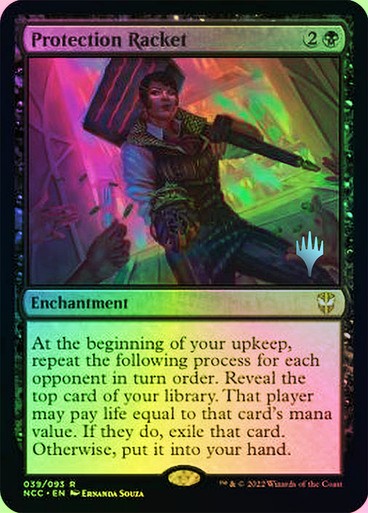 Protection Racket 2
Enchantment
At the beginning of your upkeep,
repeat the following process for each
opponent in turn order. Reveal the
top card of your library. That player
may pay life equal to that card's mana
value. If they do, exile that card.
Otherwise, put it into your hand.
039/093 R
NCC • EN Ernanda Souza
™ & © 2022 Wizards of the Coast